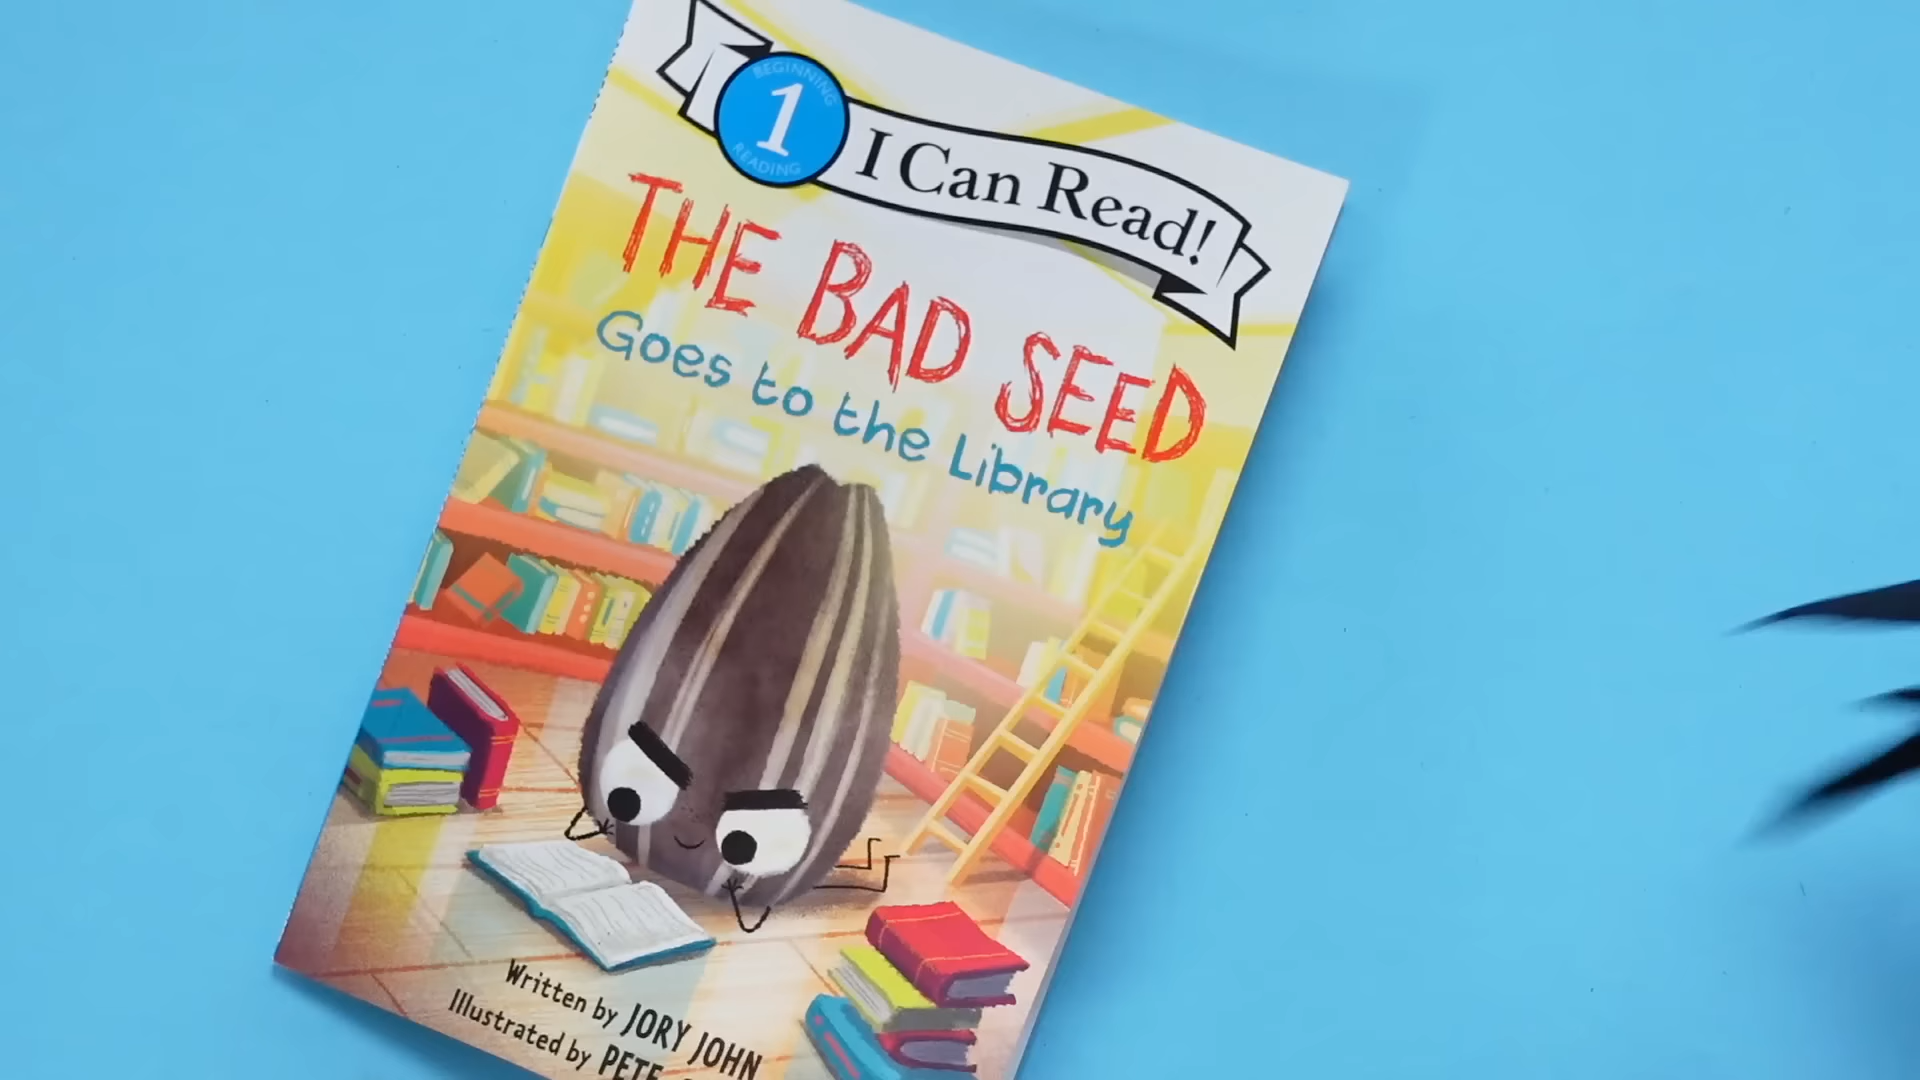 BEGINNING
1
READING
I Can Read!
THE BAD SEED
Goes to the Library
Written by JORY JOHN
Illustrated by PETE